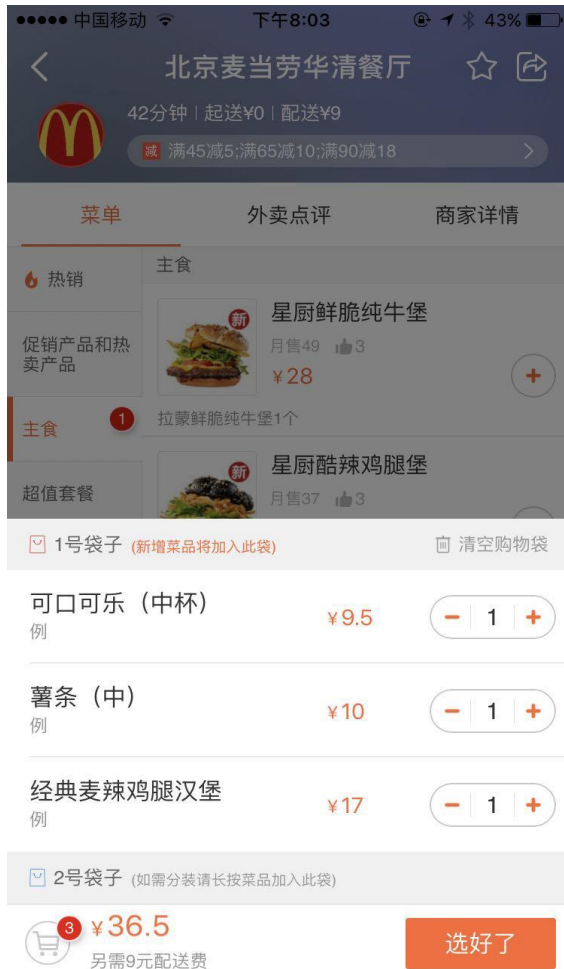 中国移动 下午8:03 43%
北京麦当劳华清餐厅
42分钟 | 起送¥0 | 配送¥9
减 满45减5;满65减10;满90减18
菜单 外卖点评 商家详情
热销
主食
新
星厨鲜脆纯牛堡
月售49 3
¥28
促销产品和热
卖产品
拉蒙鲜脆纯牛堡1个
主食 1
新
星厨酷辣鸡腿堡
月售37 3
超值套餐
1号袋子 (新增菜品将加入此袋) 清空购物袋
可口可乐（中杯）
例
¥9.5 − 1 +
薯条（中）
例
¥10 − 1 +
经典麦辣鸡腿汉堡
例
¥17 − 1 +
2号袋子 (如需分装请长按菜品加入此袋)
3 ¥36.5
另需9元配送费
选好了